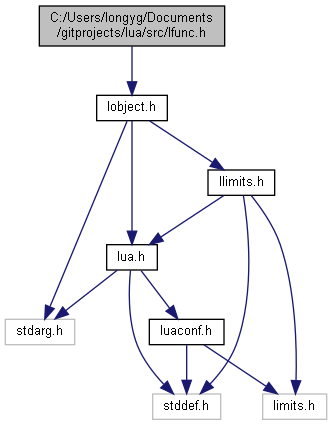 C:/Users/longyg/Documents
/gitprojects/lua/src/lfunc.h
lobject.h
llimits.h
lua.h
stdarg.h
luaconf.h
stddef.h
limits.h